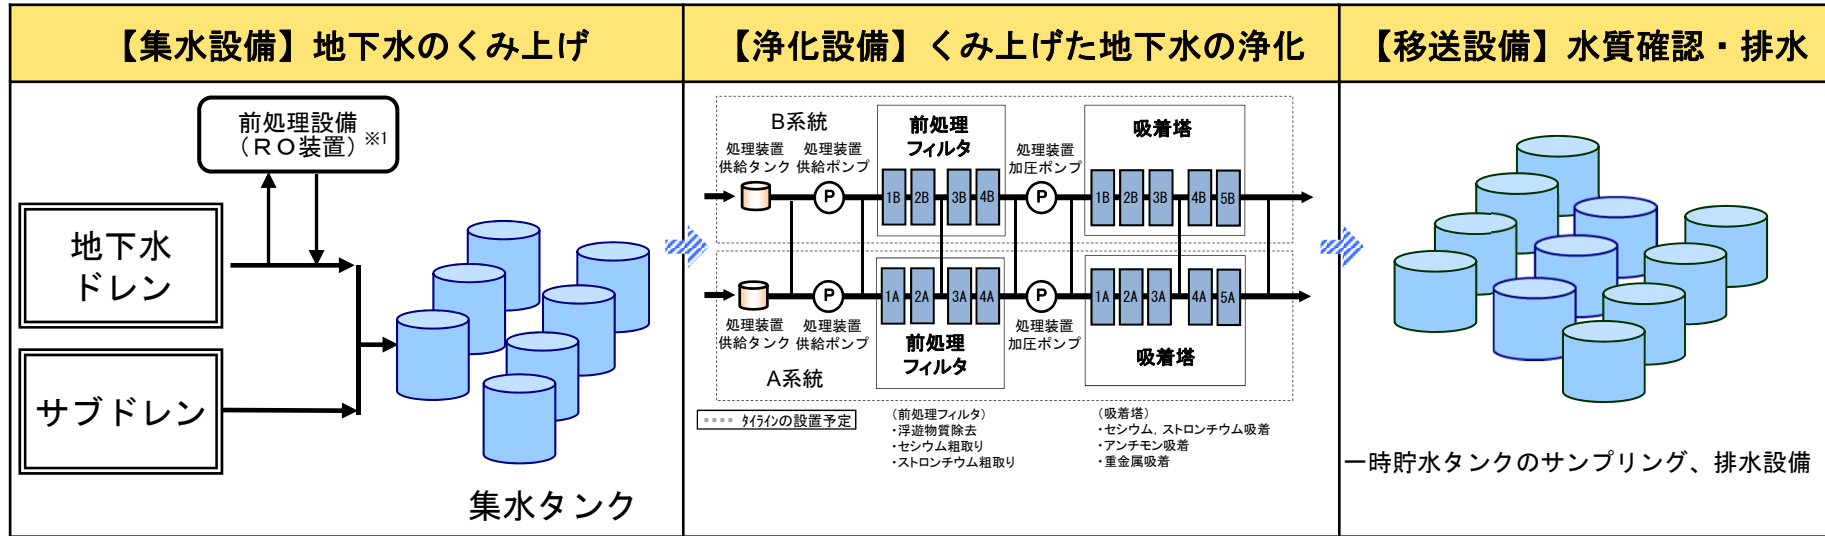 【集水設備】地下水のくみ上げ
【浄化設備】くみ上げた地下水の浄化
【移送設備】水質確認・排水
前処理設備
（ＲＯ装置）※1
地下水
ドレン
サブドレン
集水タンク
B系統
処理装置
供給タンク
処理装置
供給ポンプ
前処理
フィルタ
処理装置
加圧ポンプ
吸着塔
P
1B
2B
3B
4B
P
1B
2B
3B
4B
5B
P
1A
2A
3A
4A
P
1A
2A
3A
4A
5A
処理装置
供給タンク
処理装置
供給ポンプ
前処理
フィルタ
処理装置
加圧ポンプ
吸着塔
A系統
ﾀｲﾗｲﾝの設置予定
（前処理フィルタ）
・浮遊物質除去
・セシウム粗取り
・ストロンチウム粗取り
（吸着塔）
・セシウム，ストロンチウム吸着
・アンチモン吸着
・重金属吸着
一時貯水タンクのサンプリング、排水設備